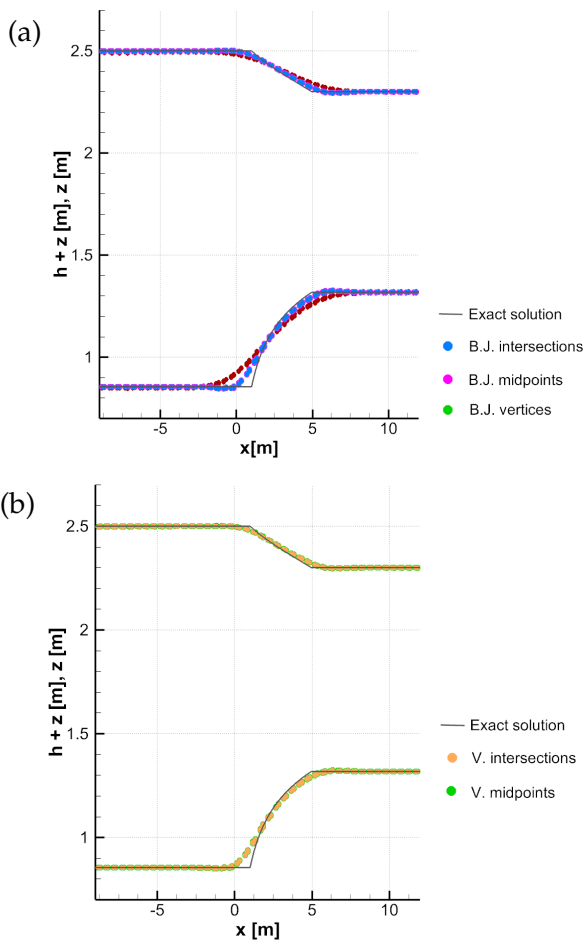 (a)
2.5
2
1.5
1
-5
0
5
10
h + z [m], z [m]
x[m]
Exact solution
B.J. intersections
B.J. midpoints
B.J. vertices
(b)
2.5
2
1.5
1
-5
0
5
10
h + z [m], z [m]
x [m]
Exact solution
V. intersections
V. midpoints